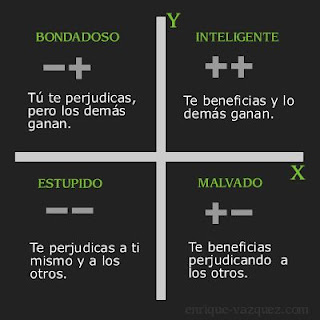 Y
BONDADOSO
− +
Tú te perjudicas,
pero los demás
ganan.
INTELIGENTE
+ +
Te beneficias y lo
demás ganan.
X
ESTUPIDO
− −
Te perjudicas a ti
mismo y a los
otros.
MALVADO
+ −
Te beneficias
perjudicando a
los otros.
enrique-vazquez.com